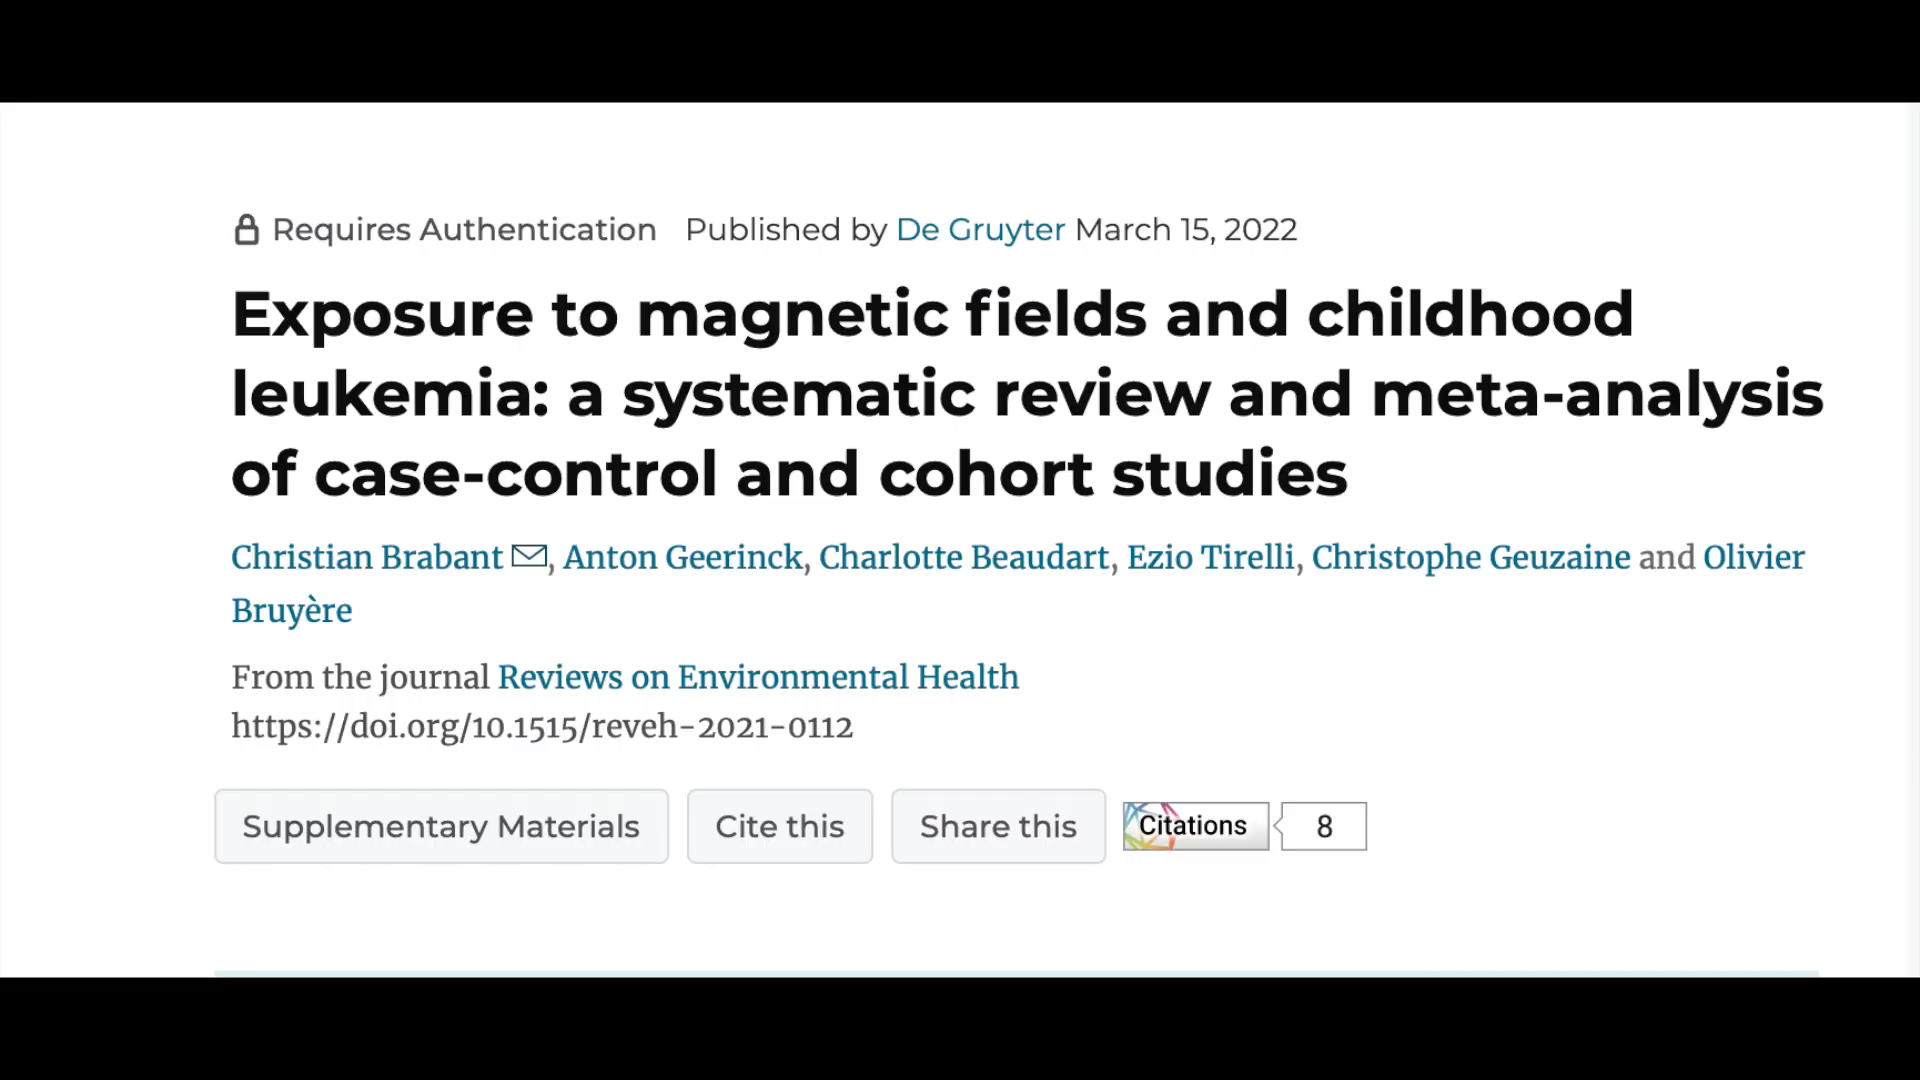 Requires Authentication Published by De Gruyter March 15, 2022
Exposure to magnetic fields and childhood
leukemia: a systematic review and meta-analysis
of case-control and cohort studies
Christian Brabant, Anton Geerinck, Charlotte Beaudart, Ezio Tirelli, Christophe Geuzaine and Olivier
Bruyère
From the journal Reviews on Environmental Health
https://doi.org/10.1515/reveh-2021-0112
Supplementary Materials Cite this Share this Citations 8